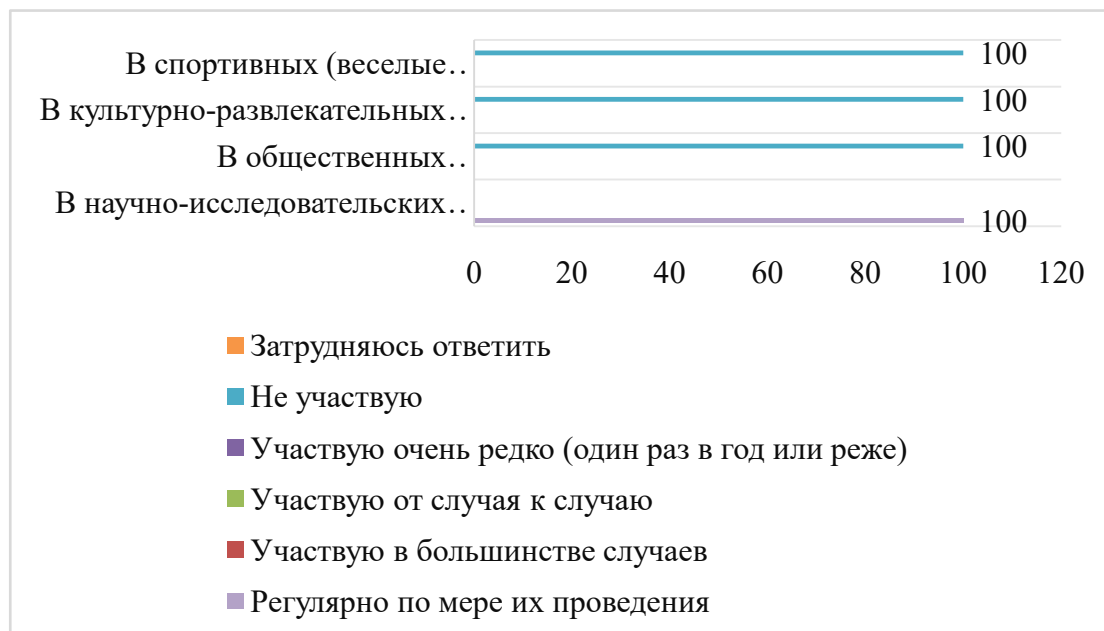 В спортивных (веселые..
100
В культурно-развлекательных..
100
В общественных..
100
В научно-исследовательских..
100
0 20 40 60 80 100 120
Затрудняюсь ответить
Не участвую
Участвую очень редко (один раз в год или реже)
Участвую от случая к случаю
Участвую в большинстве случаев
Регулярно по мере их проведения